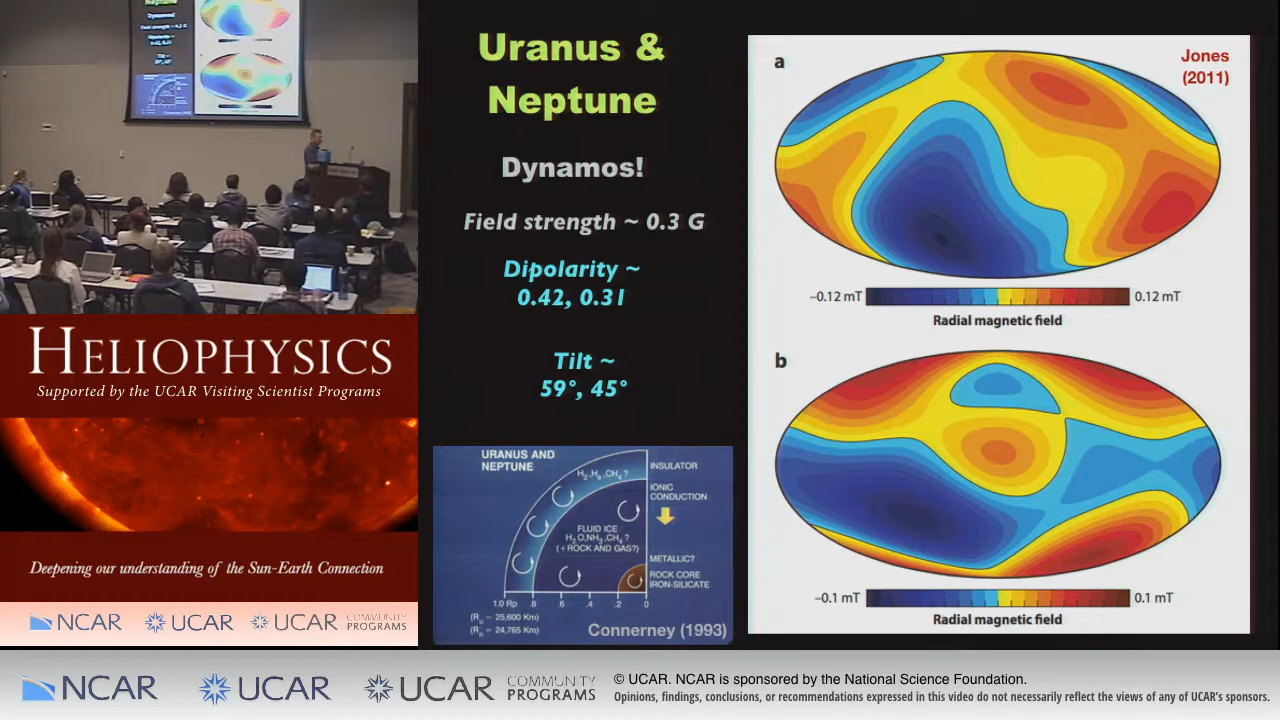 Uranus &
Neptune
Dynamos!
Field strength ~ 0.3 G
Dipolarity ~
0.42, 0.31
Tilt ~
59°, 45°
URANUS AND
NEPTUNE
H₂,Hₑ,CH₄ ?
INSULATOR
IONIC
CONDUCTION
FLUID ICE
H₂O,NH₃,CH₄ ?
(+ROCK AND GAS?)
METALLIC?
ROCK CORE
IRON-SILICATE
1.0 Rp .8 .6 .4 .2 0
(Rᵤ = 25,600 Km)
(Rₙ = 24,765 Km)
Connerney (1993)
a
Jones
(2011)
−0.12 mT 0.12 mT
Radial magnetic field
b
−0.1 mT 0.1 mT
Radial magnetic field
HELIOPHYSICS
Supported by the UCAR Visiting Scientist Programs
Deepening our understanding of the Sun-Earth Connection
NCAR UCAR UCAR COMMUNITY PROGRAMS
NCAR UCAR UCAR COMMUNITY PROGRAMS
© UCAR. NCAR is sponsored by the National Science Foundation.
Opinions, findings, conclusions, or recommendations expressed in this video do not necessarily reflect the views of any of UCAR's sponsors.